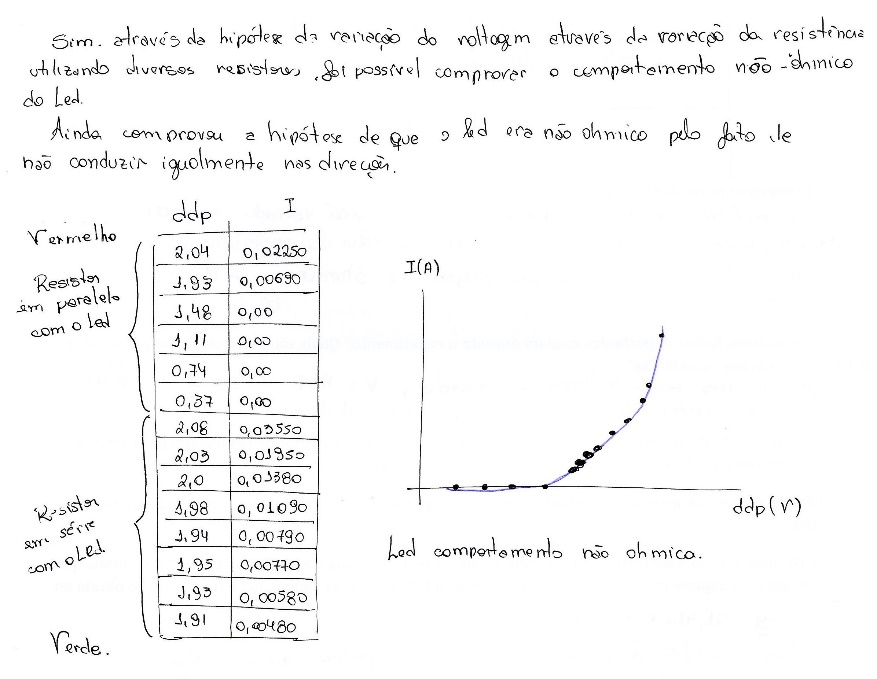 Sim. através da hipótese da variação do voltagem atraves da variação da resistência
utilizando diversos resistores, foi possível comprovar o comportamento não-ôhmico
do Led.
Ainda comprovou a hipótese de que o led era não ohmico pelo fato de
não conduzir igualmente nas direção.
ddp I
Vermelho
2,04 0,02250
1,93 0,00690
1,48 0,00
1,11 0,00
0,74 0,00
0,37 0,00
Resistor
em paralelo
com o led
2,08 0,03550
2,03 0,01950
2,0 0,01380
1,98 0,01090
1,94 0,00790
1,95 0,00770
1,93 0,00580
1,91 0,00480
Resistor
em série
com o Led.
Verde.
I(A)
ddp(V)
Led comportamento não ohmica.